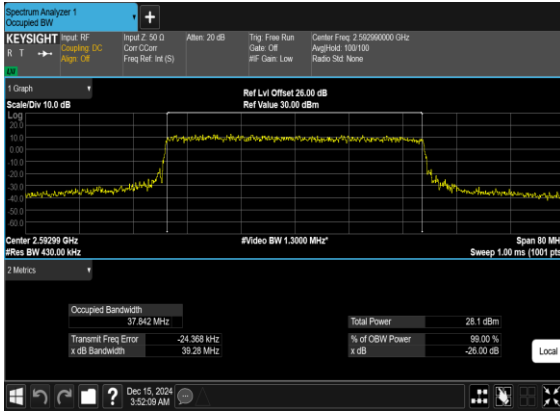 Spectrum Analyzer 1
Occupied BW
+
KEYSIGHT
R T
Input: RF
Coupling: DC
Align: Off
Input Z: 50 Ω
Corr CCorr
Freq Ref: Int (S)
Atten: 20 dB
Trig: Free Run
Gate: Off
#IF Gain: Low
Center Freq: 2.592990000 GHz
Avg|Hold: 100/100
Radio Std: None
1 Graph
Scale/Div 10.0 dB
Ref Lvl Offset 26.00 dB
Ref Value 30.00 dBm
Log
20.0
10.0
0.00
-10.0
-20.0
-30.0
-40.0
-50.0
-60.0
Center 2.59299 GHz
#Res BW 430.00 kHz
#Video BW 1.3000 MHz*
Span 80 MH
Sweep 1.00 ms (1001 pts
2 Metrics
Occupied Bandwidth
37.842 MHz
Transmit Freq Error -24.368 kHz
x dB Bandwidth 39.28 MHz
Total Power 28.1 dBm
% of OBW Power 99.00 %
x dB -26.00 dB
Local
?
Dec 15, 2024
3:52:09 AM